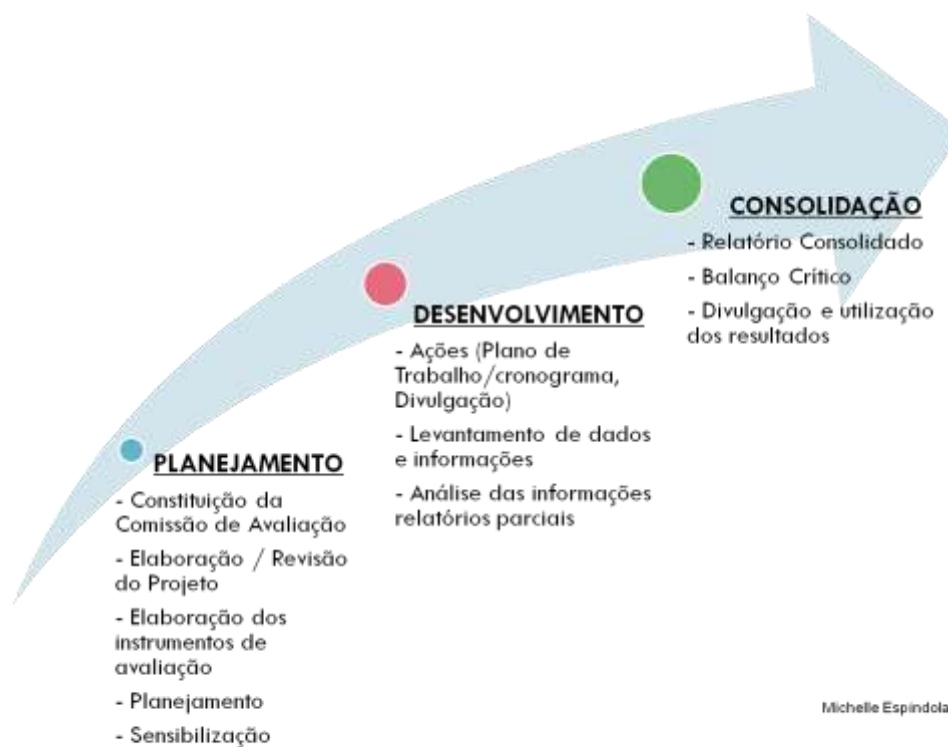 PLANEJAMENTO
- Constituição da
Comissão de Avaliação
- Elaboração / Revisão
do Projeto
- Elaboração dos
instrumentos de
avaliação
- Planejamento
- Sensibilização
DESENVOLVIMENTO
- Ações (Plano de
Trabalho/cronograma,
Divulgação)
- Levantamento de dados
e informações
- Análise das informações
relatórios parciais
CONSOLIDAÇÃO
- Relatório Consolidado
- Balanço Crítico
- Divulgação e utilização
dos resultados
Michelle Espindola